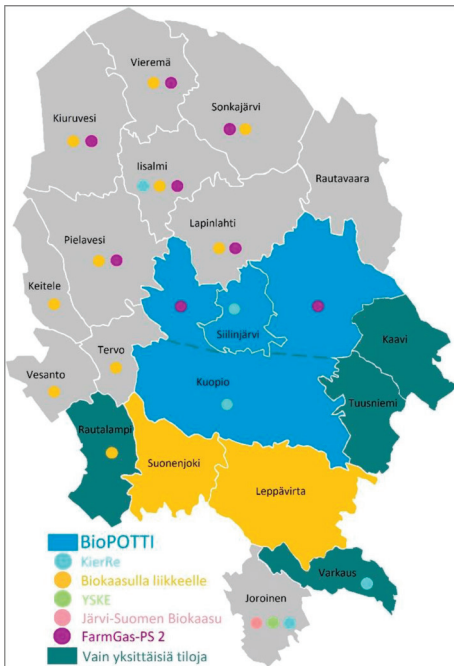 Vieremä
Sonkajärvi
Kiuruvesi
Iisalmi
Rautavaara
Lapinlahti
Pielavesi
Keitele
Siilinjärvi
Kaavi
Tervo
Vesanto
Kuopio
Tuusniemi
Rautalampi
Suonenjoki
Leppävirta
BioPOTTI
KierRe
Biokaasulla liikkeelle
YSKE
Järvi-Suomen Biokaasu
FarmGas-PS 2
Vain yksittäisiä tiloja
Varkaus
Joroinen